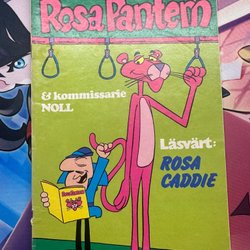 Rosa Pantern
& kommissarie
NOLL
Läsvärt:
ROSA
CADDIE